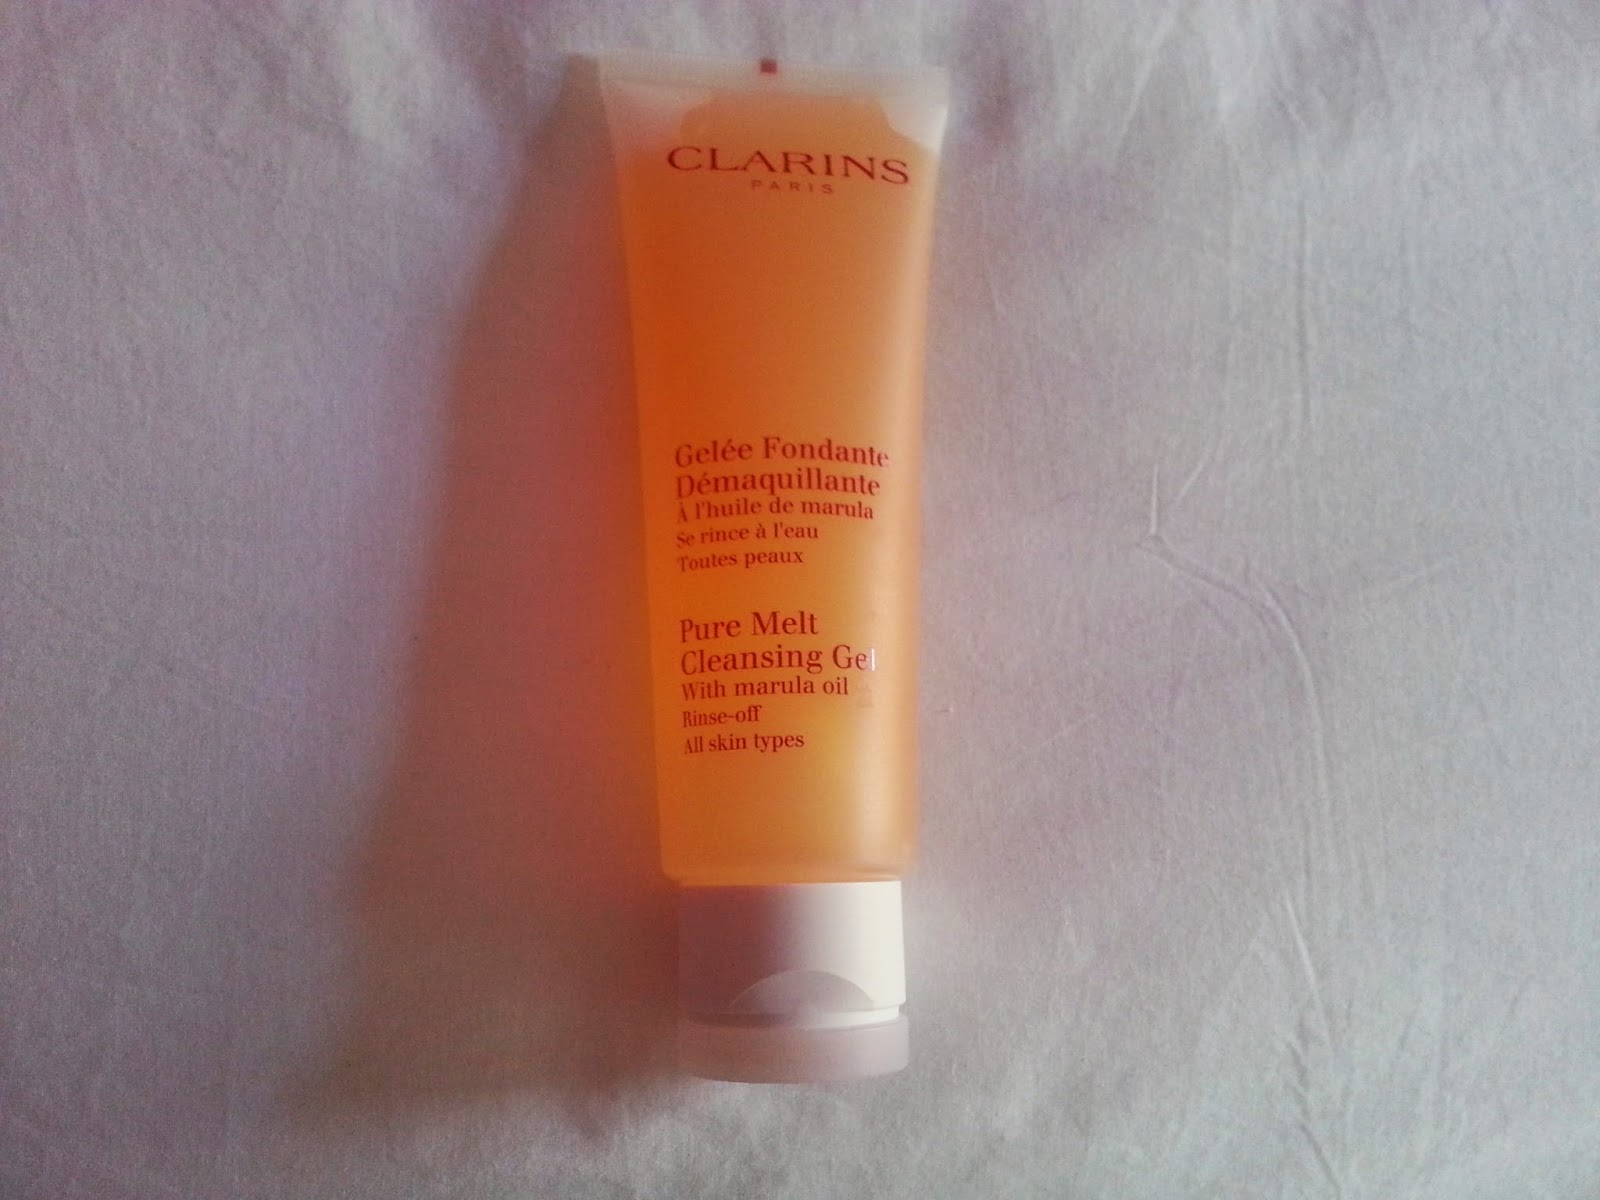 CLARINS
PARIS
Gelée Fondante
Démaquillante
À l'huile de marula
Se rince à l'eau
Toutes peaux
Pure Melt
Cleansing Gel
With marula oil
Rinse-off
All skin types